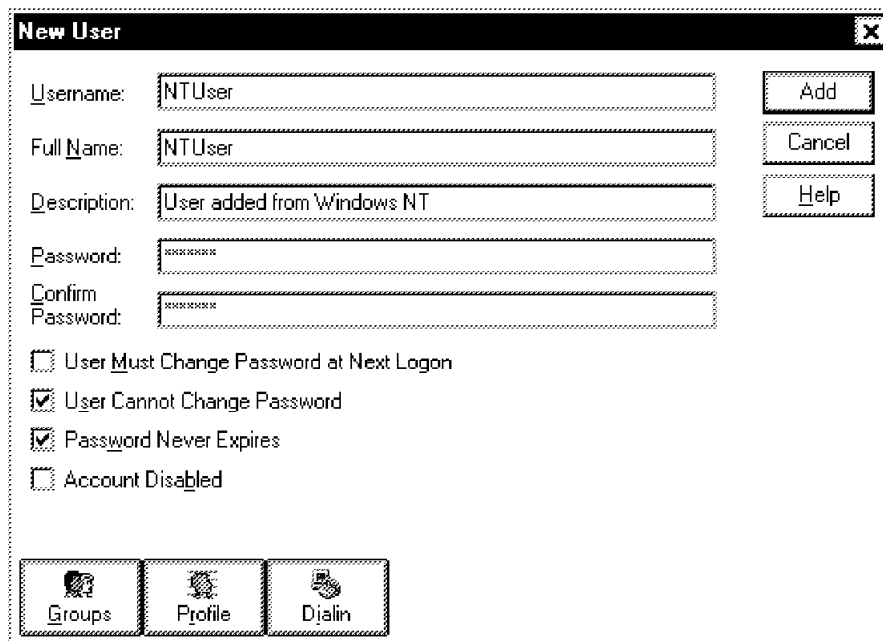 New User
Username: NTUser
Add
Full Name: NTUser
Cancel
Description: User added from Windows NT
Help
Password: *******
Confirm
Password: *******
User Must Change Password at Next Logon
User Cannot Change Password
Password Never Expires
Account Disabled
Groups Profile Dialin